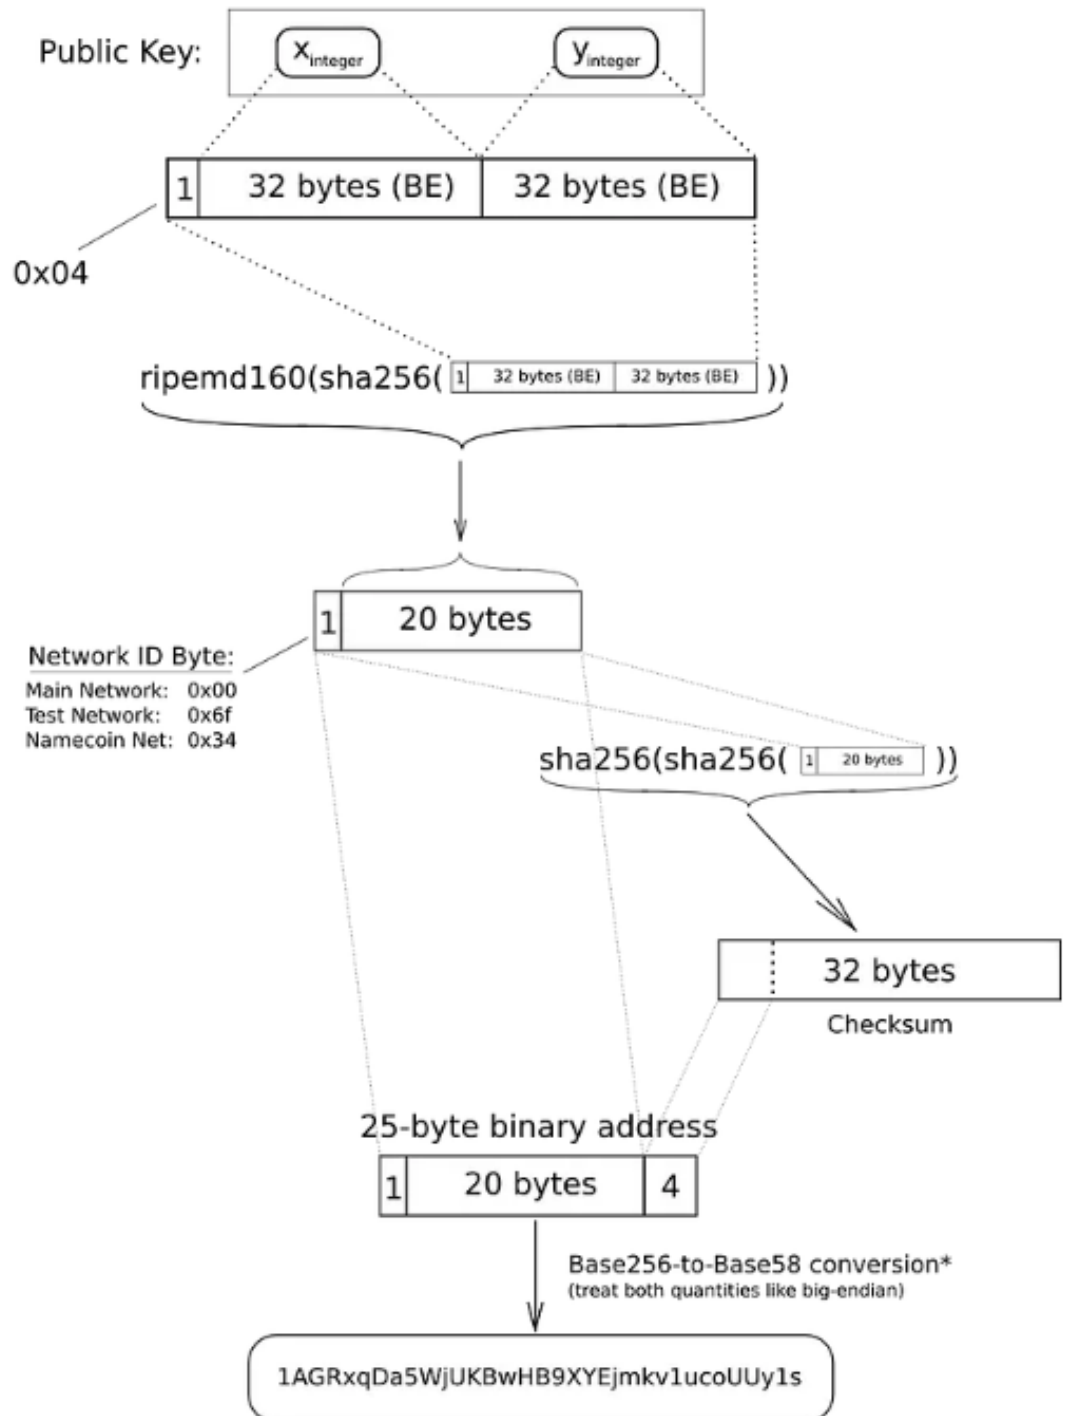 Public Key: x integer y integer
1 32 bytes (BE) 32 bytes (BE)
0x04
ripemd160(sha256( 1 32 bytes (BE) 32 bytes (BE) ))
1 20 bytes
Network ID Byte:
Main Network: 0x00
Test Network: 0x6f
Namecoin Net: 0x34
sha256(sha256( 1 20 bytes ))
32 bytes
Checksum
25-byte binary address
1 20 bytes 4
Base256-to-Base58 conversion*
(treat both quantities like big-endian)
1AGRxqDa5WjUKBwHB9XYEjmkv1ucoUUy1s